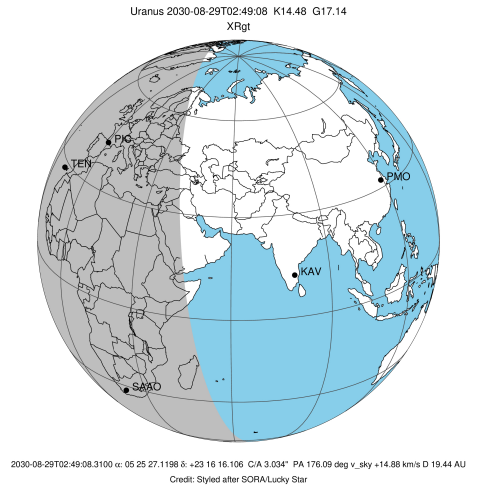 Uranus 2030-08-29T02:49:08 K14.48 G17.14
XRgt
PIC
TEN
PMO
KAV
SAAO
2030-08-29T02:49:08.3100 α: 05 25 27.1198 δ: +23 16 16.106 C/A 3.034" PA 176.09 deg v_sky +14.88 km/s D 19.44 AU
Credit: Styled after SORA/Lucky Star